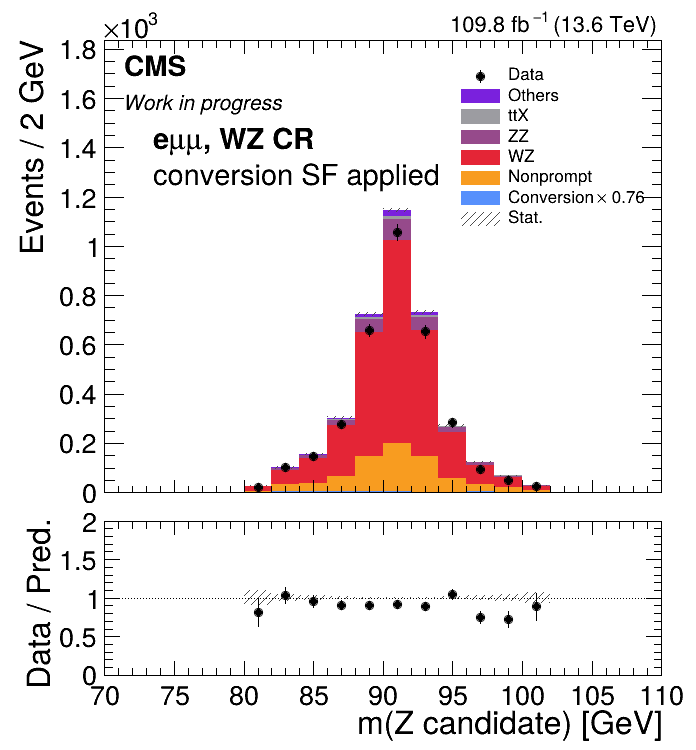 ×10³
109.8 fb⁻¹ (13.6 TeV)
Events / 2 GeV
1.8
1.6
1.4
1.2
1
0.8
0.6
0.4
0.2
0
CMS
Work in progress
eμμ, WZ CR
conversion SF applied
Data
Others
ttX
ZZ
WZ
Nonprompt
Conversion × 0.76
Stat.
Data / Pred.
2
1.5
1
0.5
0
70 75 80 85 90 95 100 105 110
m(Z candidate) [GeV]